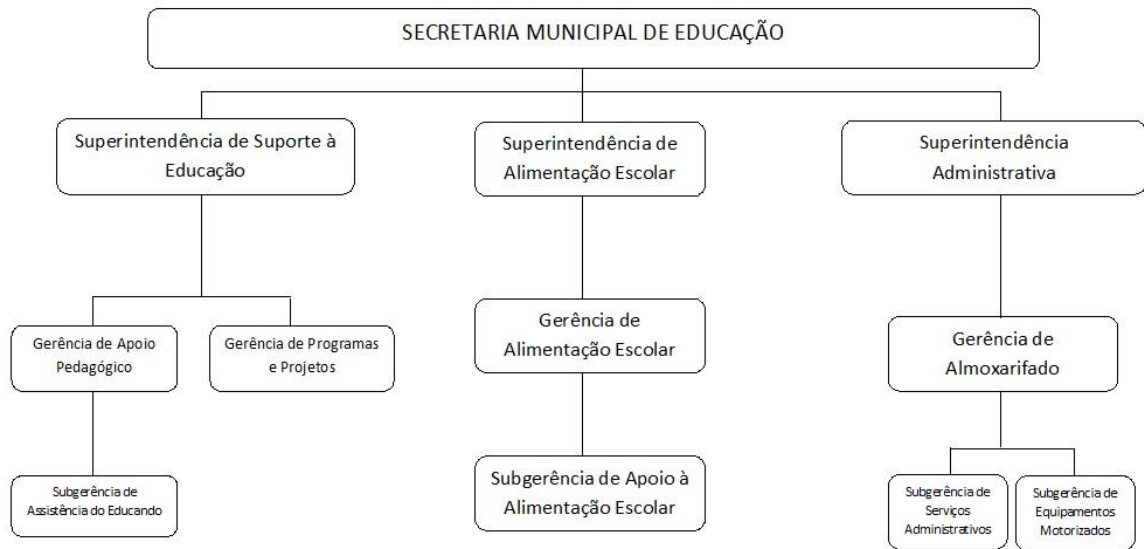 SECRETARIA MUNICIPAL DE EDUCAÇÃO
Superintendência de Suporte à
Educação
Superintendência de
Alimentação Escolar
Superintendência
Administrativa
Gerência de Apoio
Pedagógico
Gerência de Programas
e Projetos
Gerência de
Alimentação Escolar
Gerência de
Almoxarifado
Subgerência de
Assistência do Educando
Subgerência de Apoio à
Alimentação Escolar
Subgerência de
Serviços
Administrativos
Subgerência de
Equipamentos
Motorizados